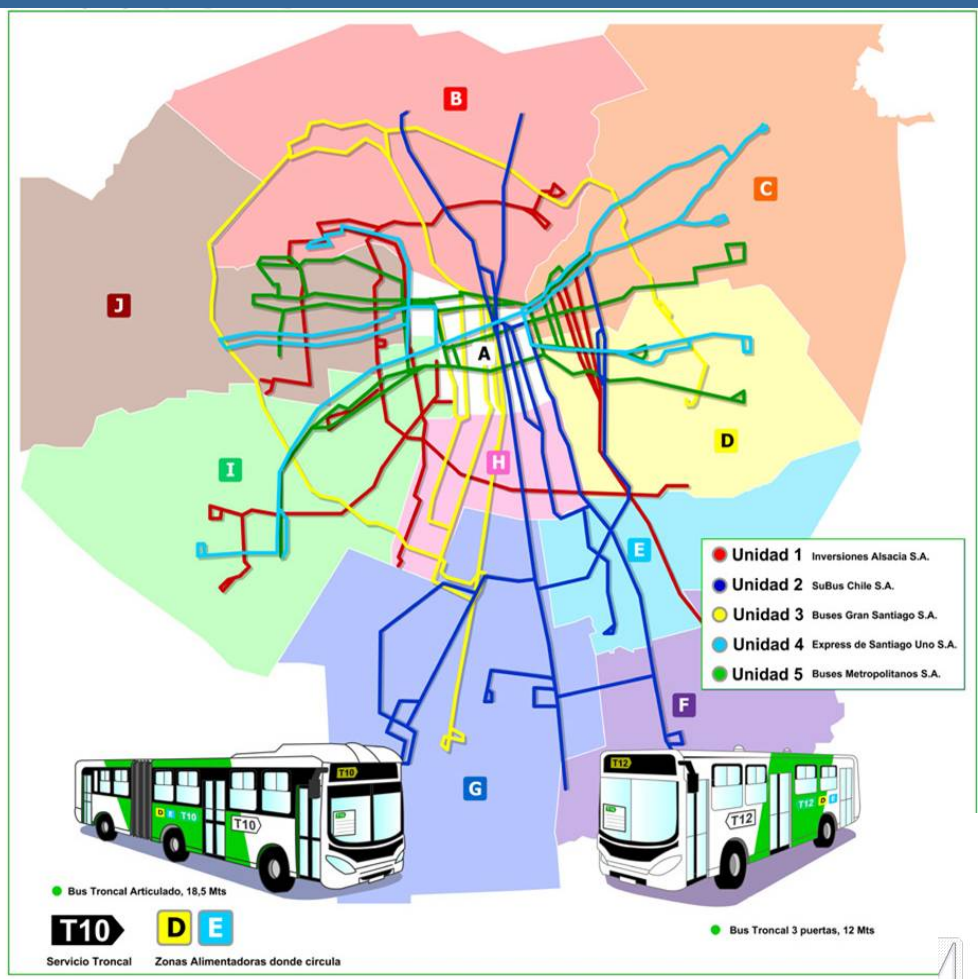 B
C
J
A
D
I
H
E
F
G
Unidad 1 Inversiones Alsacia S.A.
Unidad 2 SuBus Chile S.A.
Unidad 3 Buses Gran Santiago S.A.
Unidad 4 Express de Santiago Uno S.A.
Unidad 5 Buses Metropolitanos S.A.
T10
D E T10
T10
T12
T12
T12 D E
Bus Troncal Articulado, 18,5 Mts
T10
D E
Servicio Troncal Zonas Alimentadoras donde circula
Bus Troncal 3 puertas, 12 Mts